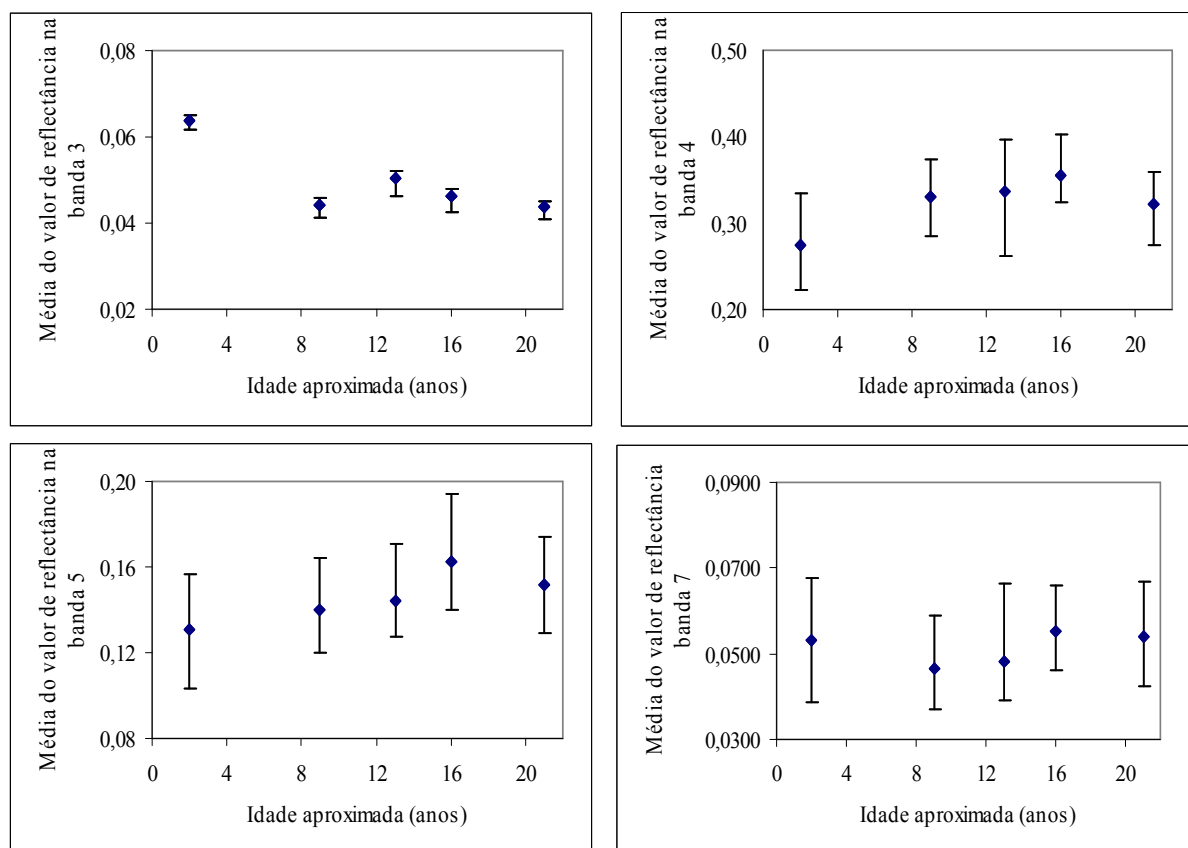 Média do valor de reflectância na
banda 3
0,08
0,06
0,04
0,02
0 4 8 12 16 20
Idade aproximada (anos)
Média do valor de reflectância na
banda 4
0,50
0,40
0,30
0,20
0 4 8 12 16 20
Idade aproximada (anos)
Média do valor de reflectância na
banda 5
0,20
0,16
0,12
0,08
0 4 8 12 16 20
Idade aproximada (anos)
Média do valor de reflectância
banda 7
0,0900
0,0700
0,0500
0,0300
0 4 8 12 16 20
Idade aproximada (anos)